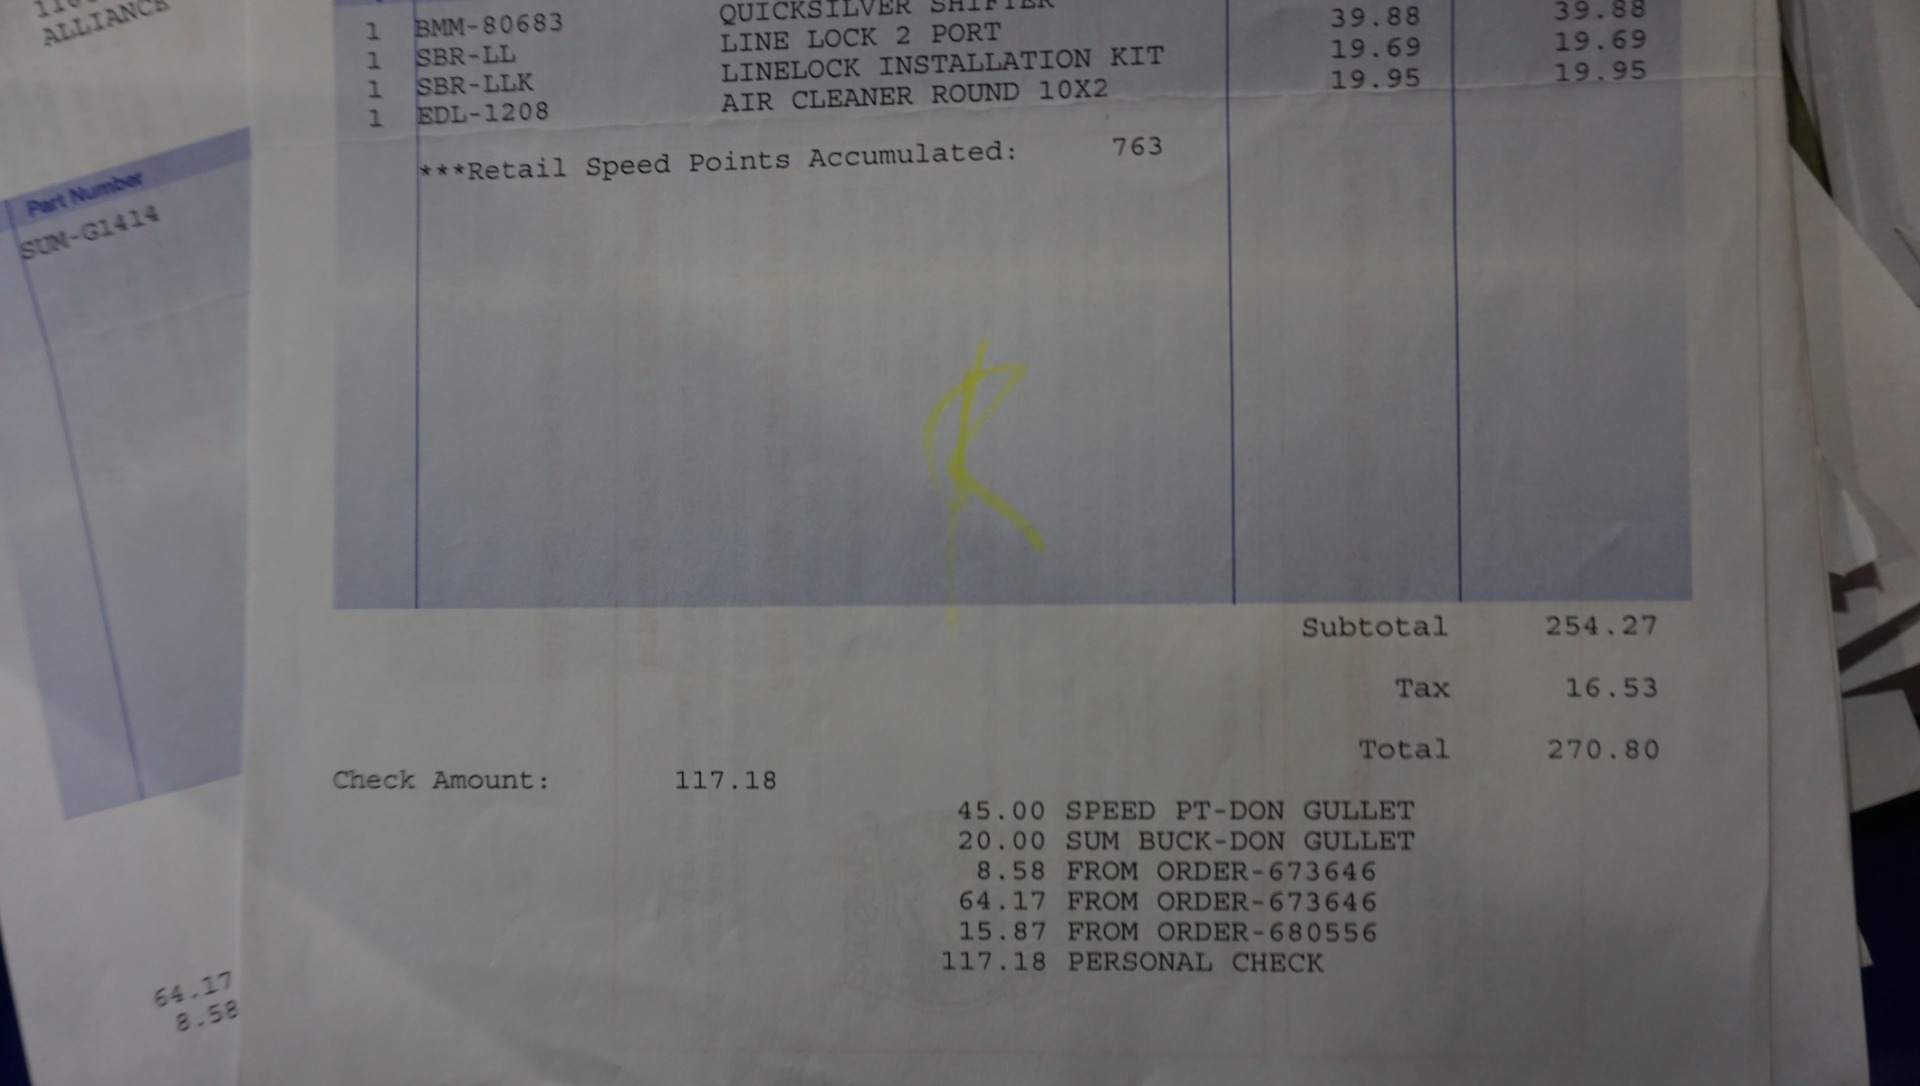 ALLIANCE
Part Number
SUM-G1414
64.17
8.58
1 BMM-80683 QUICKSILVER SHIFTER
1 SBR-LL LINE LOCK 2 PORT 39.88 39.88
1 SBR-LLK LINELOCK INSTALLATION KIT 19.69 19.69
1 EDL-1208 AIR CLEANER ROUND 10X2 19.95 19.95
***Retail Speed Points Accumulated: 763
Subtotal 254.27
Tax 16.53
Total 270.80
Check Amount: 117.18
45.00 SPEED PT-DON GULLET
20.00 SUM BUCK-DON GULLET
8.58 FROM ORDER-673646
64.17 FROM ORDER-673646
15.87 FROM ORDER-680556
117.18 PERSONAL CHECK